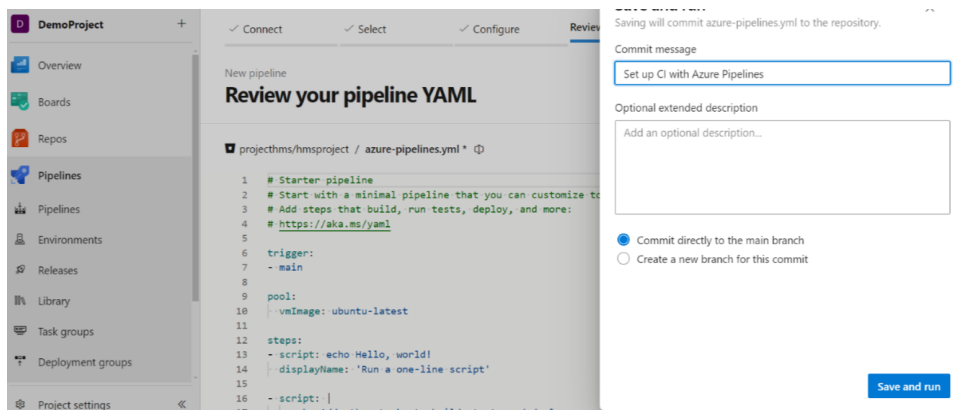 D DemoProject +
Overview
Boards
Repos
Pipelines
Pipelines
Environments
Releases
Library
Task groups
Deployment groups
Project settings
Connect
Select
Configure
Review
New pipeline
Review your pipeline YAML
projecthms/hmsproject / azure-pipelines.yml *
1 # Starter pipeline
2 # Start with a minimal pipeline that you can customize to
3 # Add steps that build, run tests, deploy, and more:
4 # https://aka.ms/yaml
5
6 trigger:
7 - main
8
9 pool:
10 vmImage: ubuntu-latest
11
12 steps:
13 - script: echo Hello, world!
14 displayName: 'Run a one-line script'
15
16 - script: |
Save and run
Saving will commit azure-pipelines.yml to the repository.
Commit message
Set up CI with Azure Pipelines
Optional extended description
Add an optional description...
Commit directly to the main branch
Create a new branch for this commit
Save and run